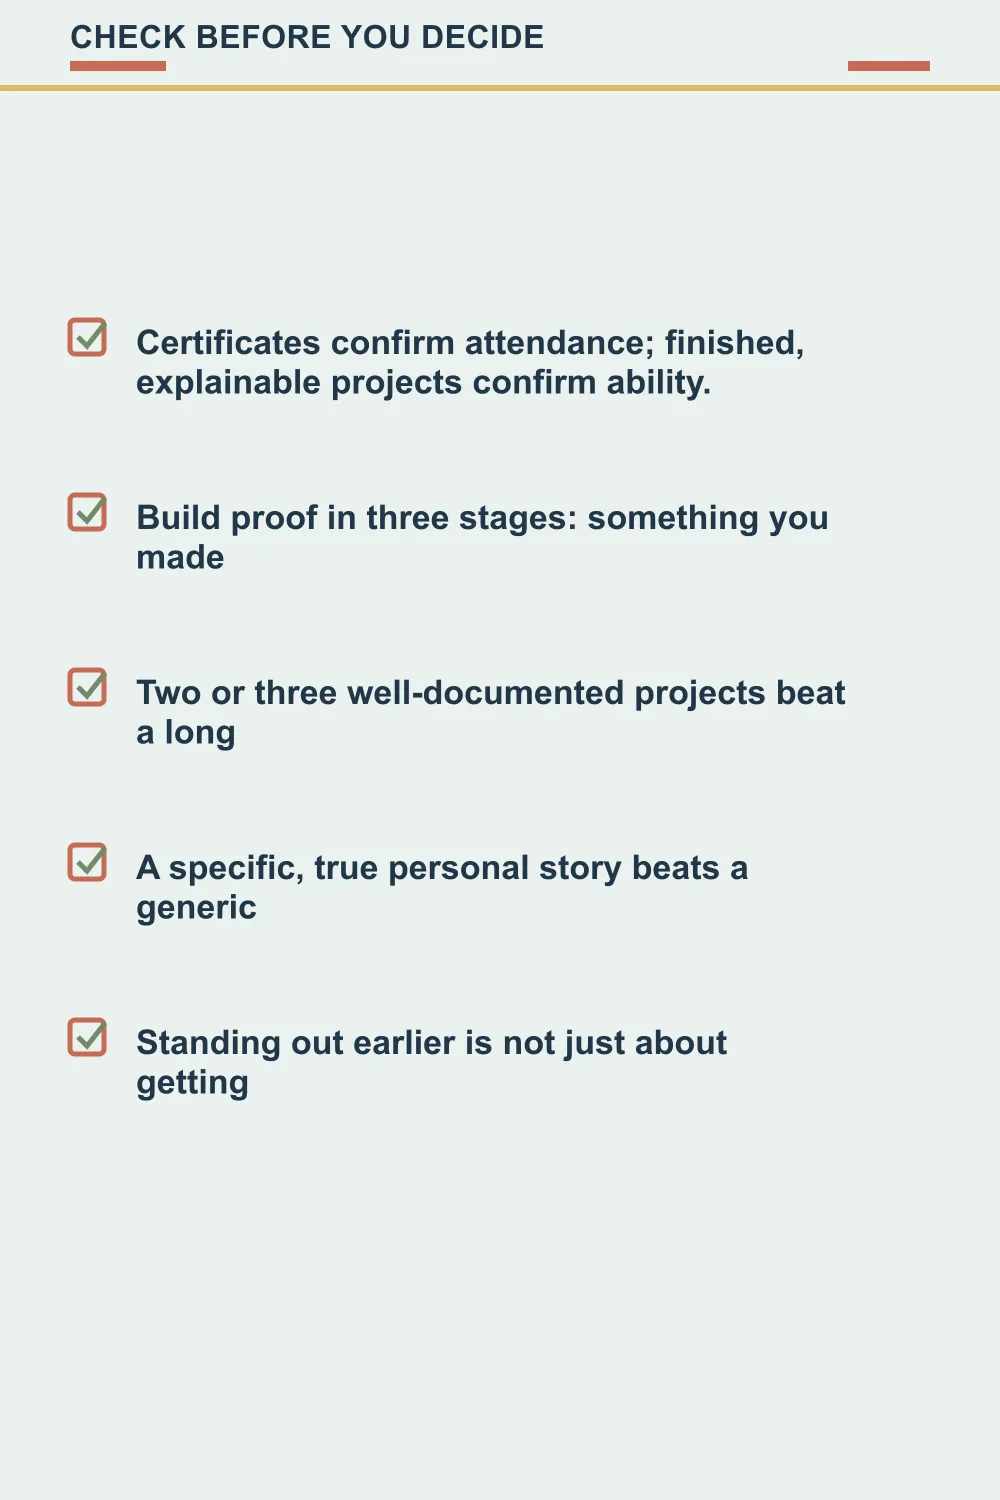 CHECK BEFORE YOU DECIDE
Certificates confirm attendance; finished,
explainable projects confirm ability.
Build proof in three stages: something you
made
Two or three well-documented projects beat
a long
A specific, true personal story beats a
generic
Standing out earlier is not just about
getting